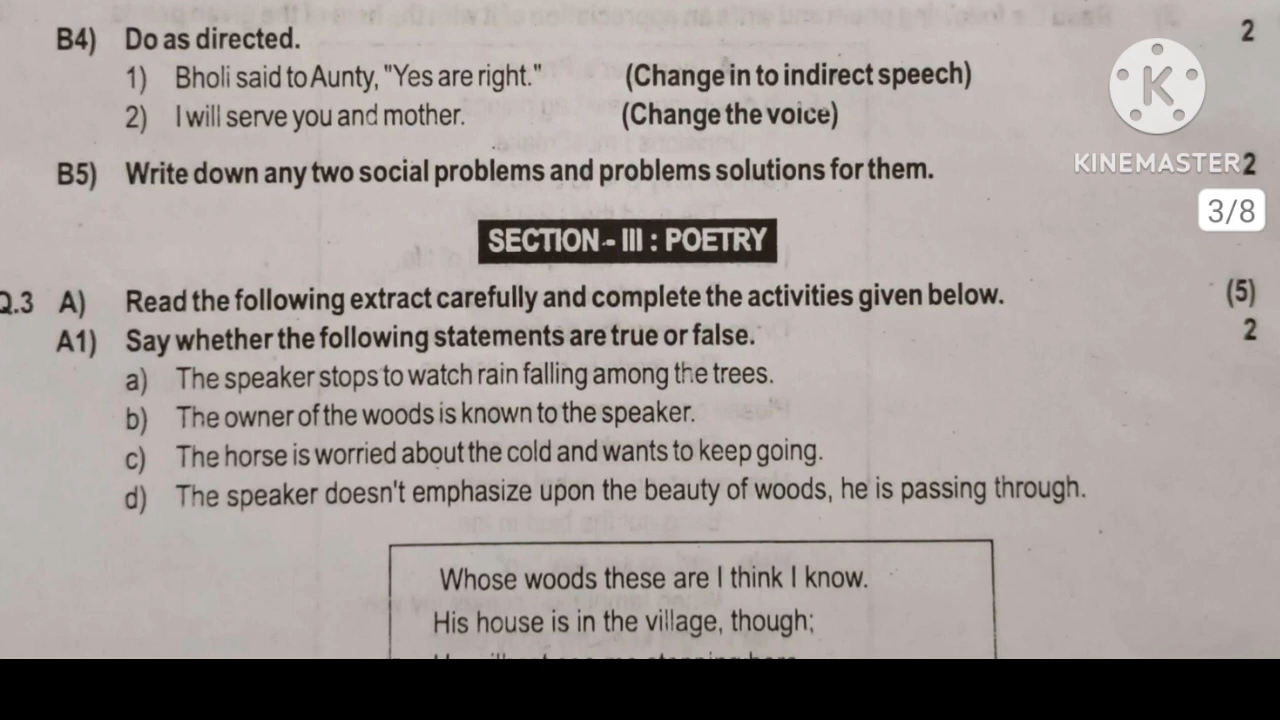 B4) Do as directed. 2
1) Bholi said to Aunty, "Yes are right." (Change in to indirect speech)
2) I will serve you and mother. (Change the voice)
K
KINEMASTER
B5) Write down any two social problems and problems solutions for them. 2
3/8
SECTION - III : POETRY
Q.3 A) Read the following extract carefully and complete the activities given below. (5)
A1) Say whether the following statements are true or false. 2
a) The speaker stops to watch rain falling among the trees.
b) The owner of the woods is known to the speaker.
c) The horse is worried about the cold and wants to keep going.
d) The speaker doesn't emphasize upon the beauty of woods, he is passing through.
Whose woods these are I think I know.
His house is in the village, though;